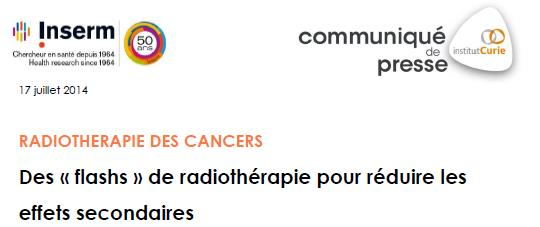 Inserm
50 ans
Chercheur en santé depuis 1964
Health research since 1964
communiqué
de
presse
institutCurie
17 juillet 2014
RADIOTHERAPIE DES CANCERS
Des « flashs » de radiothérapie pour réduire les
effets secondaires